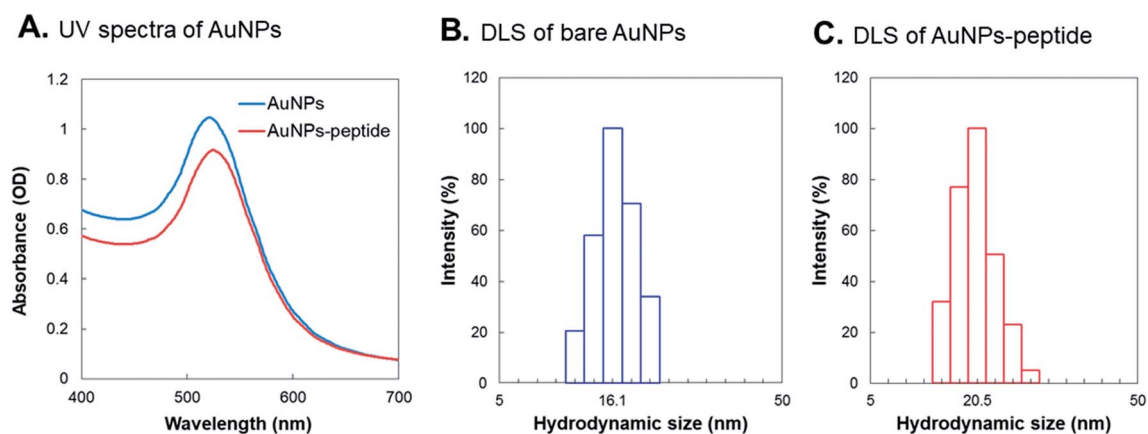 A. UV spectra of AuNPs
1.2
1
0.8
0.6
0.4
0.2
0
400
500
600
700
Absorbance (OD)
Wavelength (nm)
AuNPs
AuNPs-peptide
B. DLS of bare AuNPs
120
100
80
60
40
20
0
5
16.1
50
Intensity (%)
Hydrodynamic size (nm)
C. DLS of AuNPs-peptide
120
100
80
60
40
20
0
5
20.5
50
Intensity (%)
Hydrodynamic size (nm)